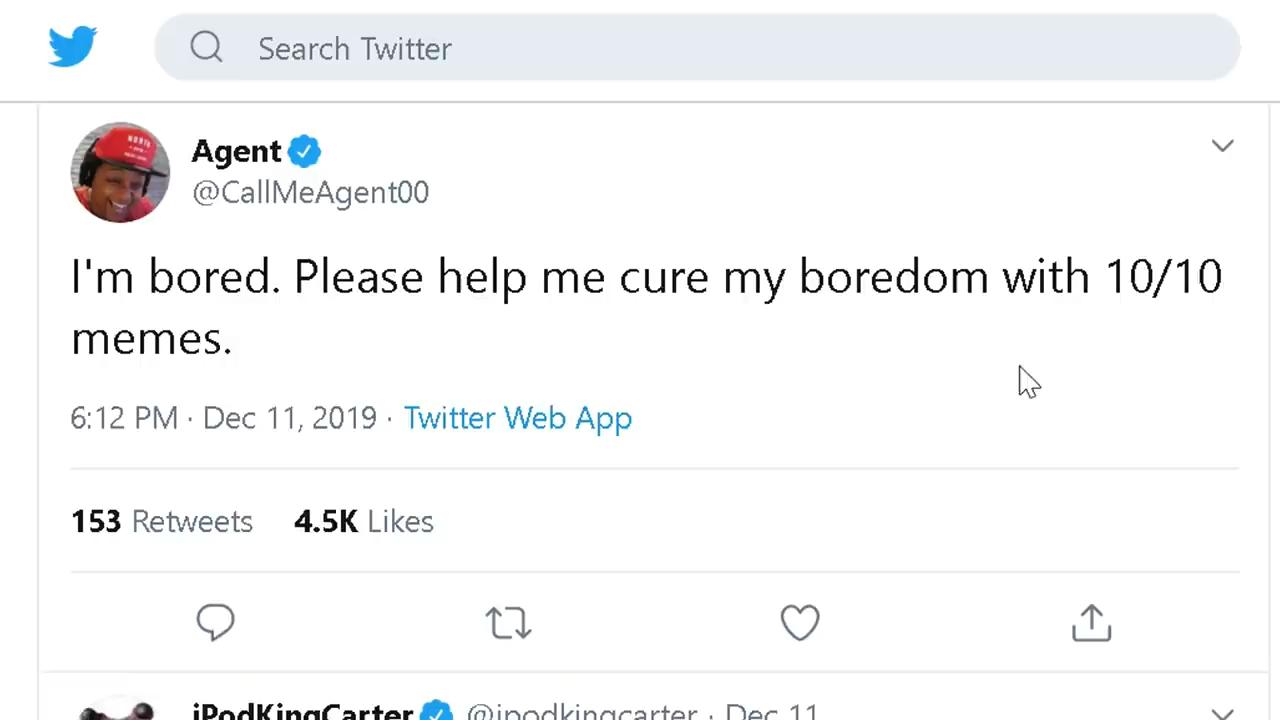 Search Twitter
Agent
@CallMeAgent00
I'm bored. Please help me cure my boredom with 10/10
memes.
6:12 PM · Dec 11, 2019 · Twitter Web App
153 Retweets 4.5K Likes
iPodKingCarter @ipodkingcarter · Dec 11